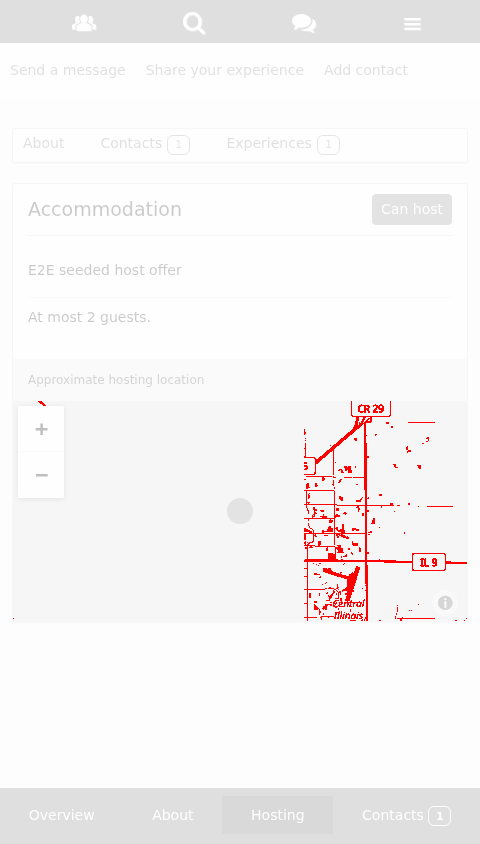 Send a message Share your experience Add contact
About Contacts 1 Experiences 1
Accommodation Can host
E2E seeded host offer
At most 2 guests.
Approximate hosting location
CR 29
+
−
IL 9
Central
Illinois
Overview About Hosting Contacts 1